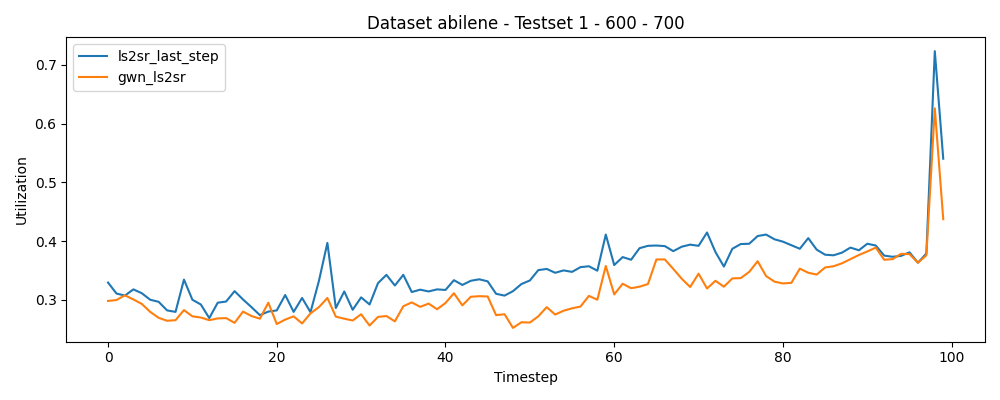 Dataset abilene - Testset 1 - 600 - 700
ls2sr_last_step
gwn_ls2sr
Utilization
0.7
0.6
0.5
0.4
0.3
0 20 40 60 80 100
Timestep